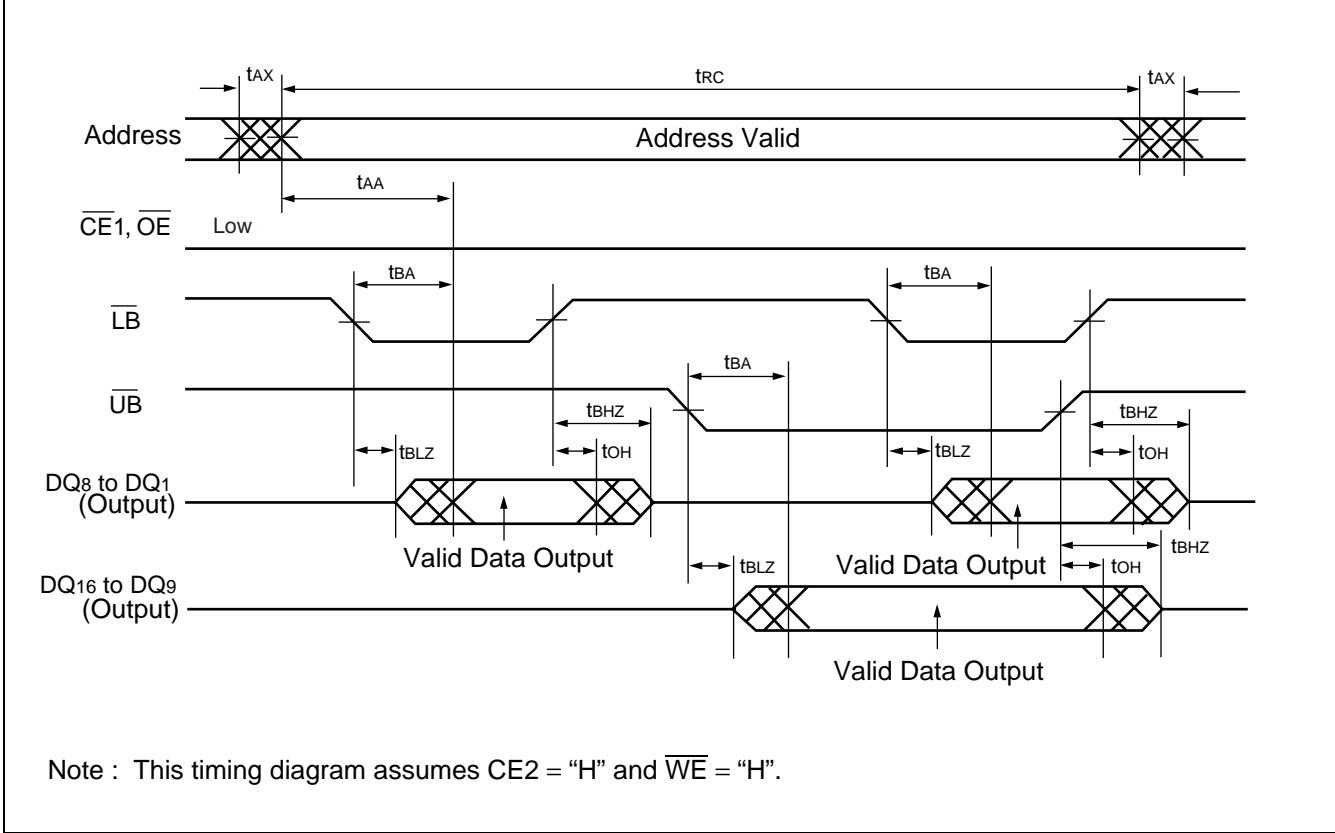 tAX tRC tAX
Address Address Valid
tAA
CE1, OE Low
tBA tBA
LB
tBA
UB
tBHZ tBHZ
tBLZ tOH tBLZ tOH
DQ8 to DQ1
(Output)
Valid Data Output Valid Data Output tBHZ
tBLZ tOH
DQ16 to DQ9
(Output)
Valid Data Output
Note : This timing diagram assumes CE2 = “H” and WE = “H”.